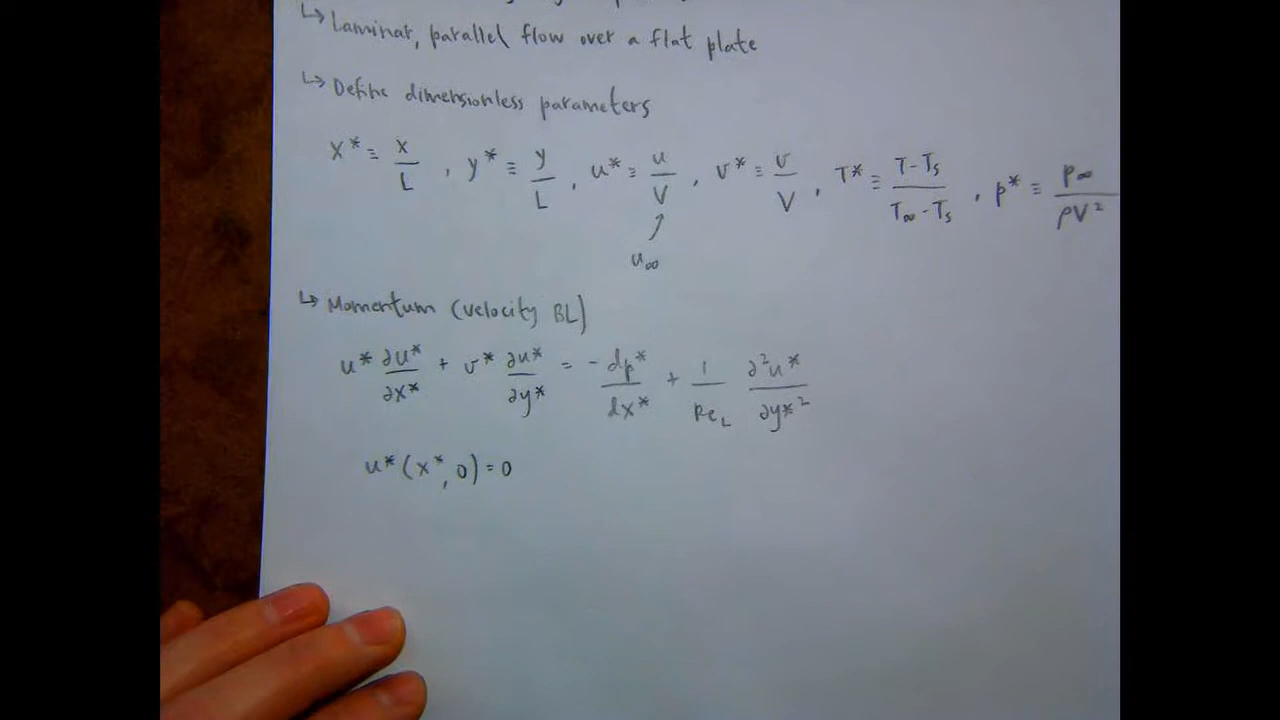 ↳ Laminar, parallel flow over a flat plate
↳ Define dimensionless parameters
x* ≡ x/L , y* ≡ y/L , u* ≡ u/V , v* ≡ v/V , T* ≡ (T-Ts)/(T∞-Ts) , p* ≡ p∞/(ρV²)
u∞
↳ Momentum (velocity BL)
u* ∂u*/∂x* + v* ∂u*/∂y* = - dp*/dx* + 1/Re_L ∂²u*/∂y*²
u*(x*, 0) = 0